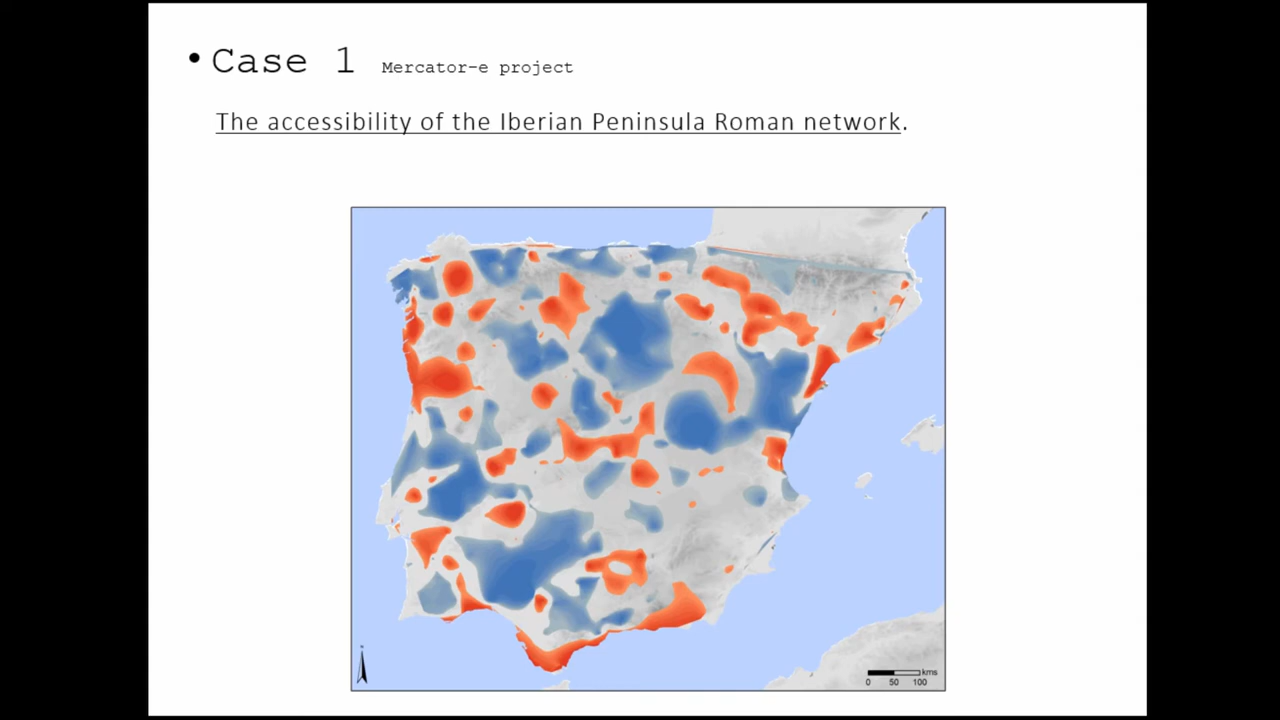 • Case 1 Mercator-e project
The accessibility of the Iberian Peninsula Roman network.
kms
0 50 100